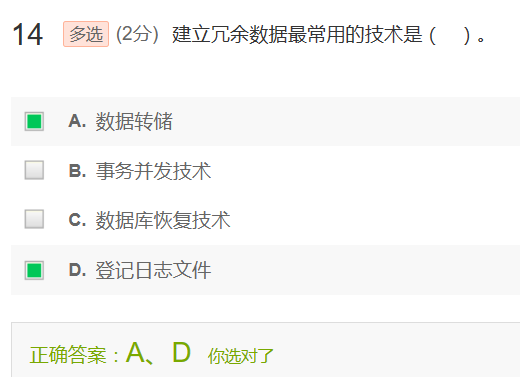 14 多选 (2分) 建立冗余数据最常用的技术是（ ）。
A. 数据转储
B. 事务并发技术
C. 数据库恢复技术
D. 登记日志文件
正确答案：A、D 你选对了